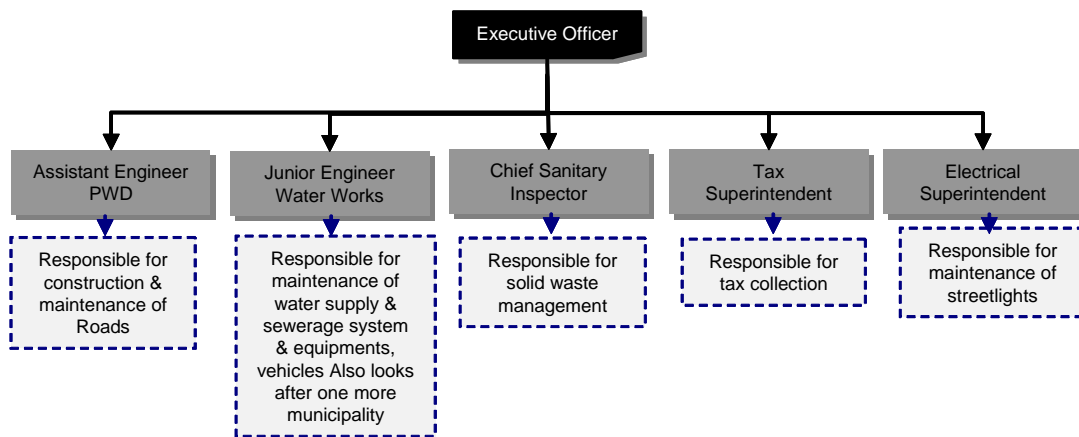 Executive Officer
Assistant Engineer
PWD
Junior Engineer
Water Works
Chief Sanitary
Inspector
Tax
Superintendent
Electrical
Superintendent
Responsible for
construction &
maintenance of
Roads
Responsible for
maintenance of
water supply &
sewerage system
& equipments,
vehicles Also looks
after one more
municipality
Responsible for
solid waste
management
Responsible for
tax collection
Responsible for
maintenance of
streetlights